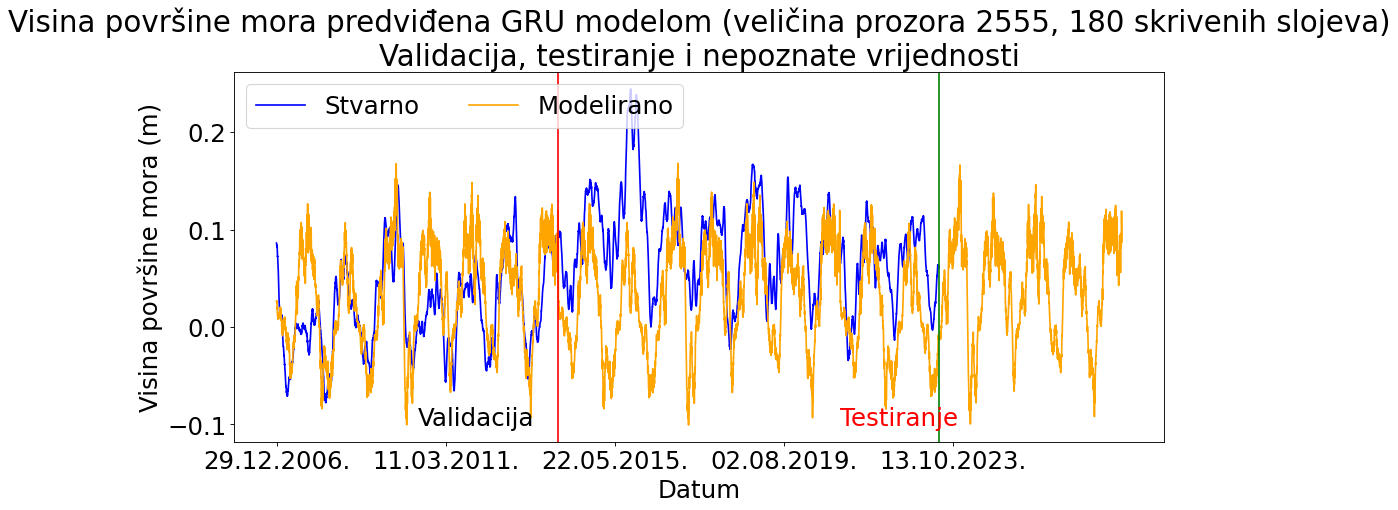 Visina površine mora predviđena GRU modelom (veličina prozora 2555, 180 skrivenih slojeva)
Validacija, testiranje i nepoznate vrijednosti
Stvarno
Modelirano
Visina površine mora (m)
0.2
0.1
0.0
−0.1
Validacija
Testiranje
29.12.2006.
11.03.2011.
22.05.2015.
02.08.2019.
13.10.2023.
Datum